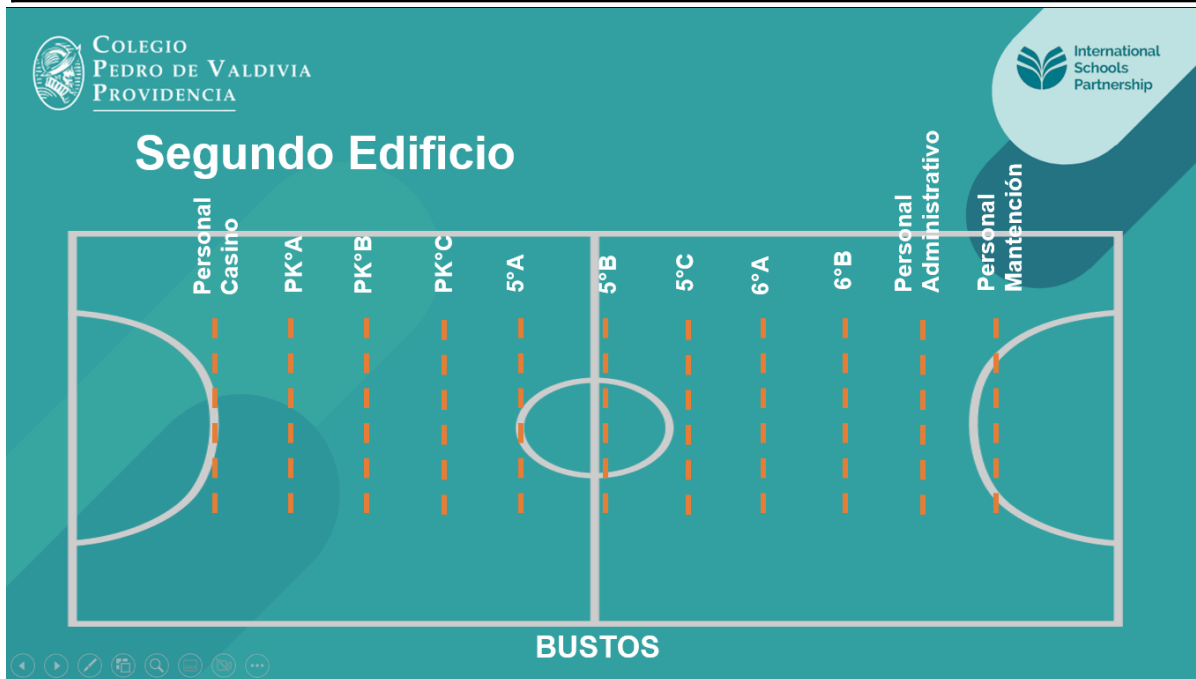 COLEGIO
PEDRO DE VALDIVIA
PROVIDENCIA
International
Schools
Partnership
Segundo Edificio
Personal
Casino
PK°A
PK°B
PK°C
5°A
5°B
5°C
6°A
6°B
Personal
Administrativo
Personal
Mantención
BUSTOS